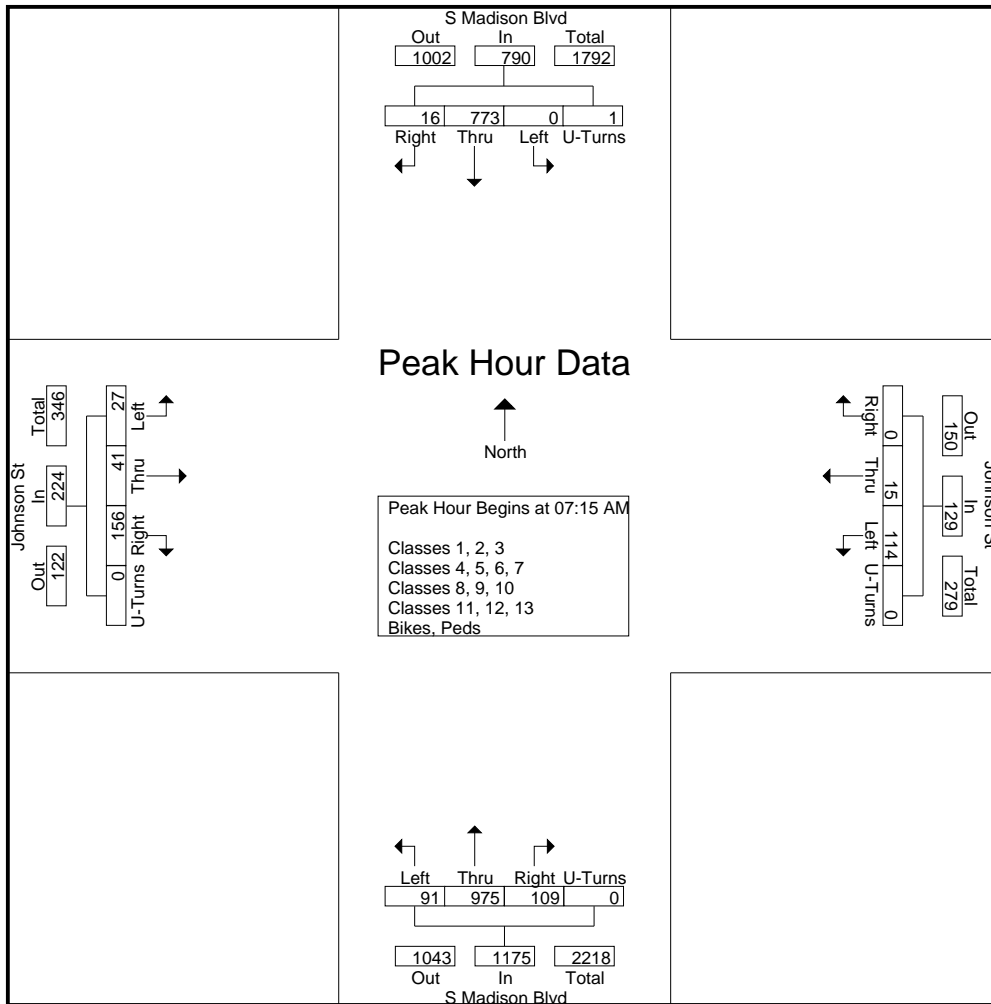 S Madison Blvd
Out In Total
1002 790 1792
16 773 0 1
Right Thru Left U-Turns
Peak Hour Data
North
Peak Hour Begins at 07:15 AM
Classes 1, 2, 3
Classes 4, 5, 6, 7
Classes 8, 9, 10
Classes 11, 12, 13
Bikes, Peds
Johnson St
Total In Out
346 224 122
27 41 156 0
Left Thru Right U-Turns
Johnson St
Out In Total
150 129 279
0 15 114 0
Right Thru Left U-Turns
Left Thru Right U-Turns
91 975 109 0
1043 1175 2218
Out In Total
S Madison Blvd